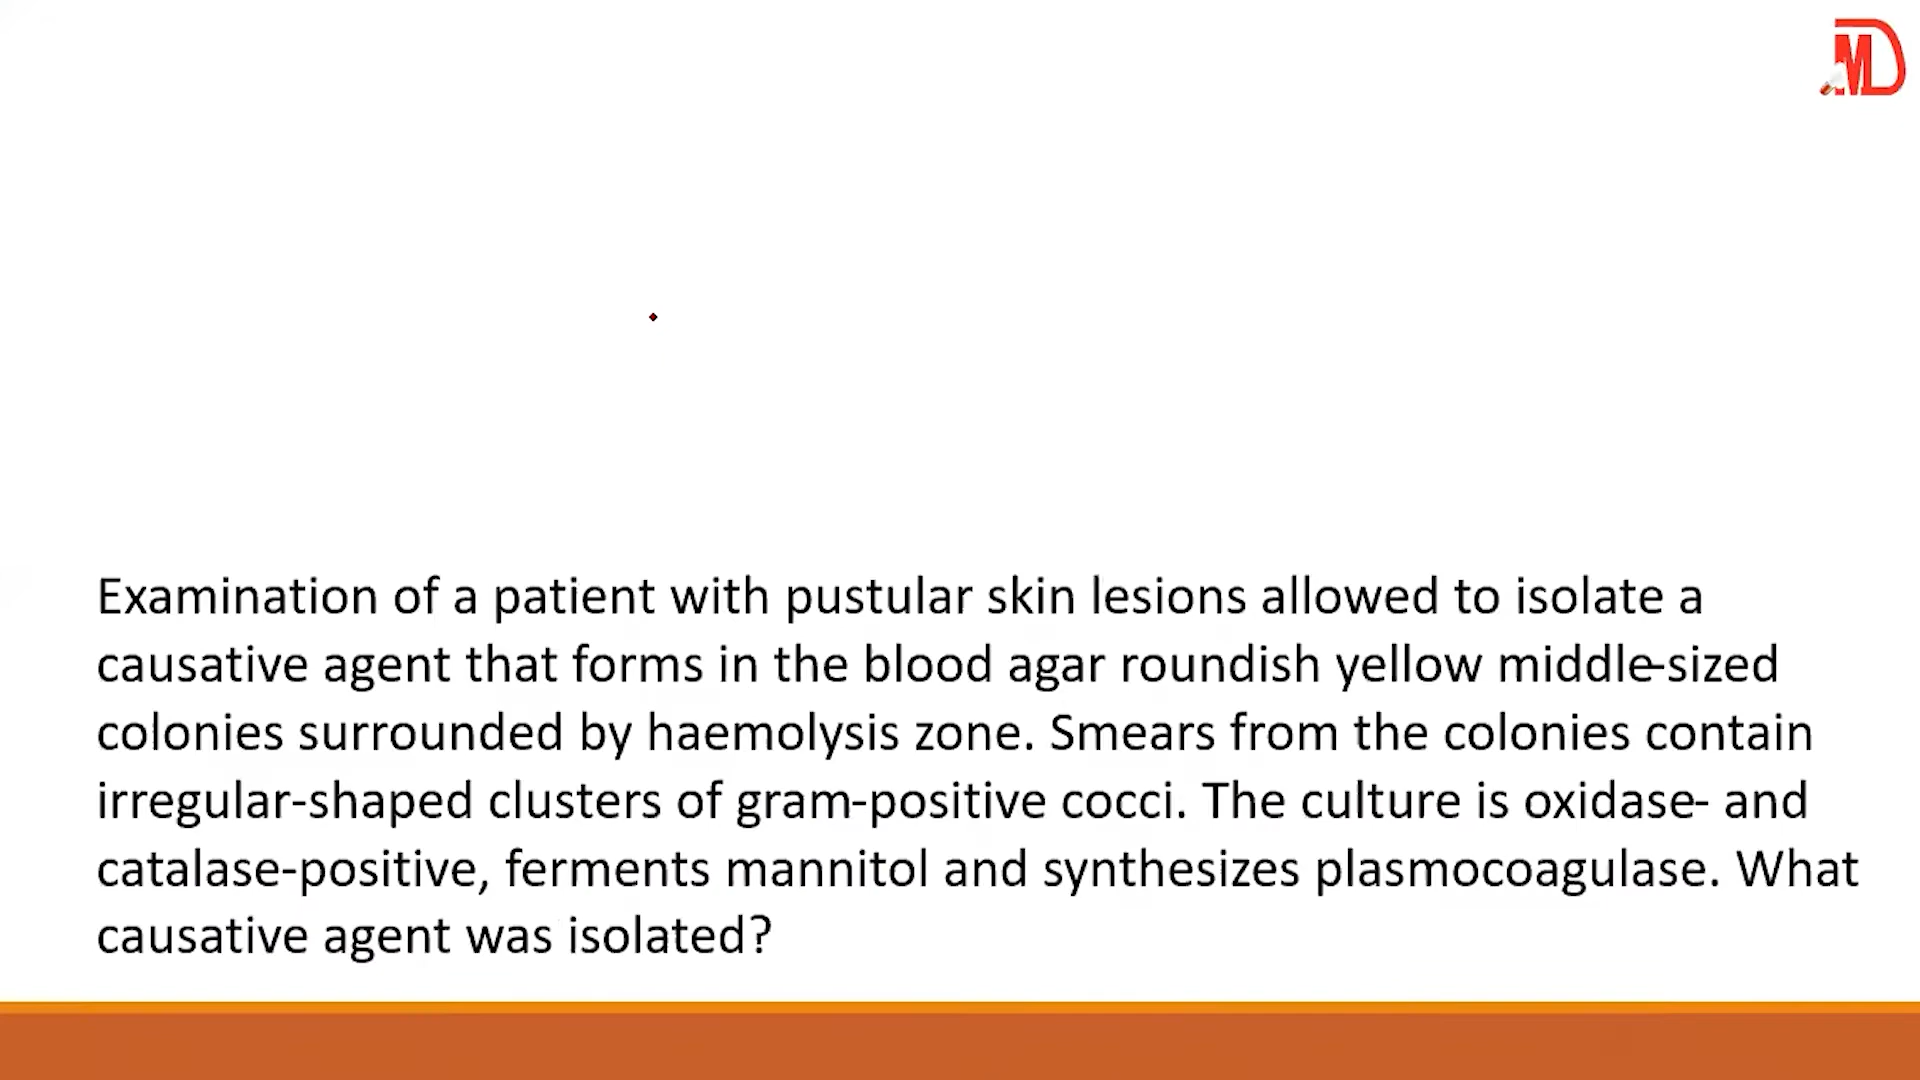 MD
Examination of a patient with pustular skin lesions allowed to isolate a
causative agent that forms in the blood agar roundish yellow middle-sized
colonies surrounded by haemolysis zone. Smears from the colonies contain
irregular-shaped clusters of gram-positive cocci. The culture is oxidase- and
catalase-positive, ferments mannitol and synthesizes plasmocoagulase. What
causative agent was isolated?